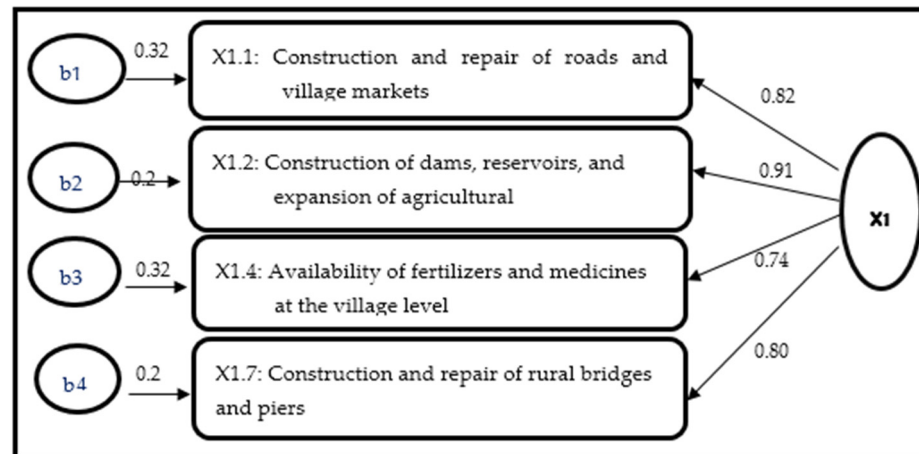 b1
0.32
X1.1: Construction and repair of roads and
village markets
0.82
b2
0.2
X1.2: Construction of dams, reservoirs, and
expansion of agricultural
0.91
X1
b3
0.32
X1.4: Availability of fertilizers and medicines
at the village level
0.74
b4
0.2
X1.7: Construction and repair of rural bridges
and piers
0.80